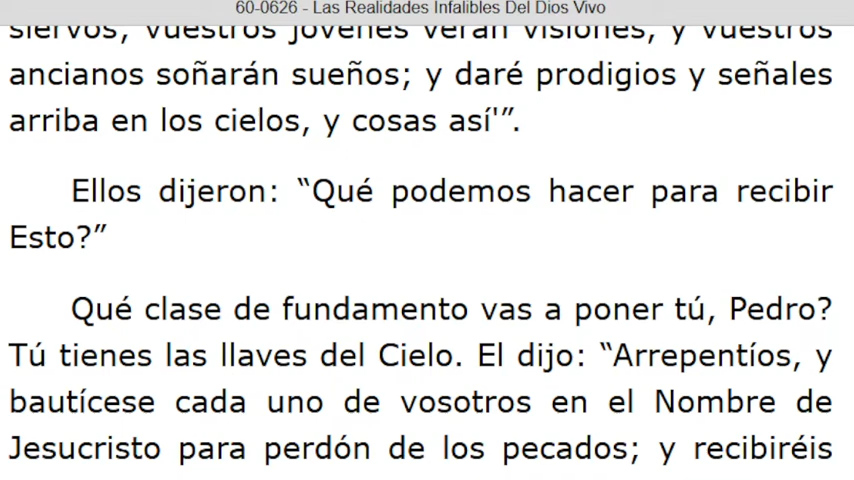 60-0626 - Las Realidades Infalibles Del Dios Vivo
siervos, vuestros jóvenes verán visiones, y vuestros
ancianos soñarán sueños; y daré prodigios y señales
arriba en los cielos, y cosas así'”.
Ellos dijeron: “Qué podemos hacer para recibir
Esto?”
Qué clase de fundamento vas a poner tú, Pedro?
Tú tienes las llaves del Cielo. El dijo: “Arrepentíos, y
bautícese cada uno de vosotros en el Nombre de
Jesucristo para perdón de los pecados; y recibiréis